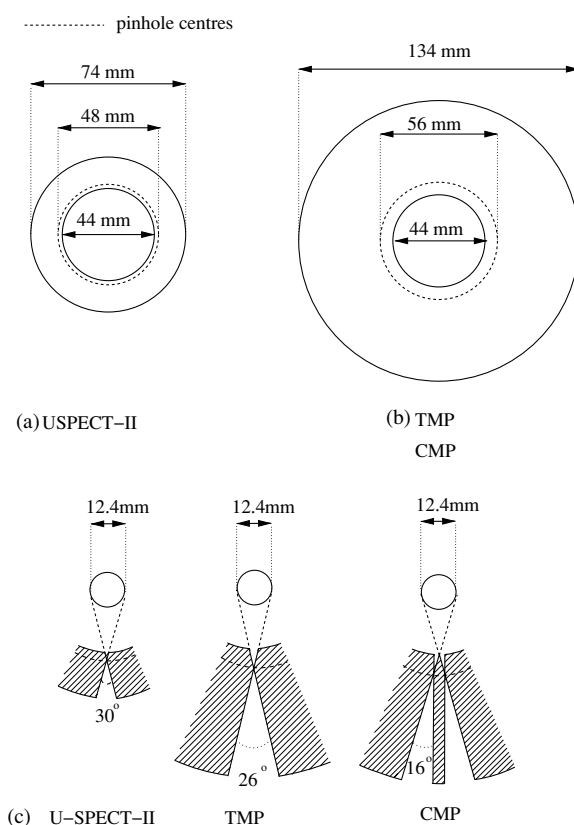 pinhole centres
74 mm
48 mm
44 mm
134 mm
56 mm
44 mm
(a) USPECT−II
(b) TMP
CMP
12.4mm
12.4mm
12.4mm
30°
26°
16°
(c) U−SPECT−II TMP CMP